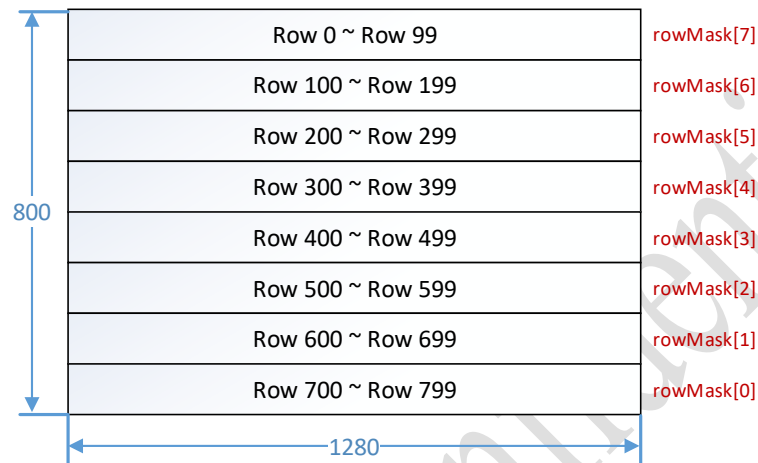 Row 0 ~ Row 99 rowMask[7]
Row 100 ~ Row 199 rowMask[6]
Row 200 ~ Row 299 rowMask[5]
Row 300 ~ Row 399 rowMask[4]
800
Row 400 ~ Row 499 rowMask[3]
Row 500 ~ Row 599 rowMask[2]
Row 600 ~ Row 699 rowMask[1]
Row 700 ~ Row 799 rowMask[0]
1280